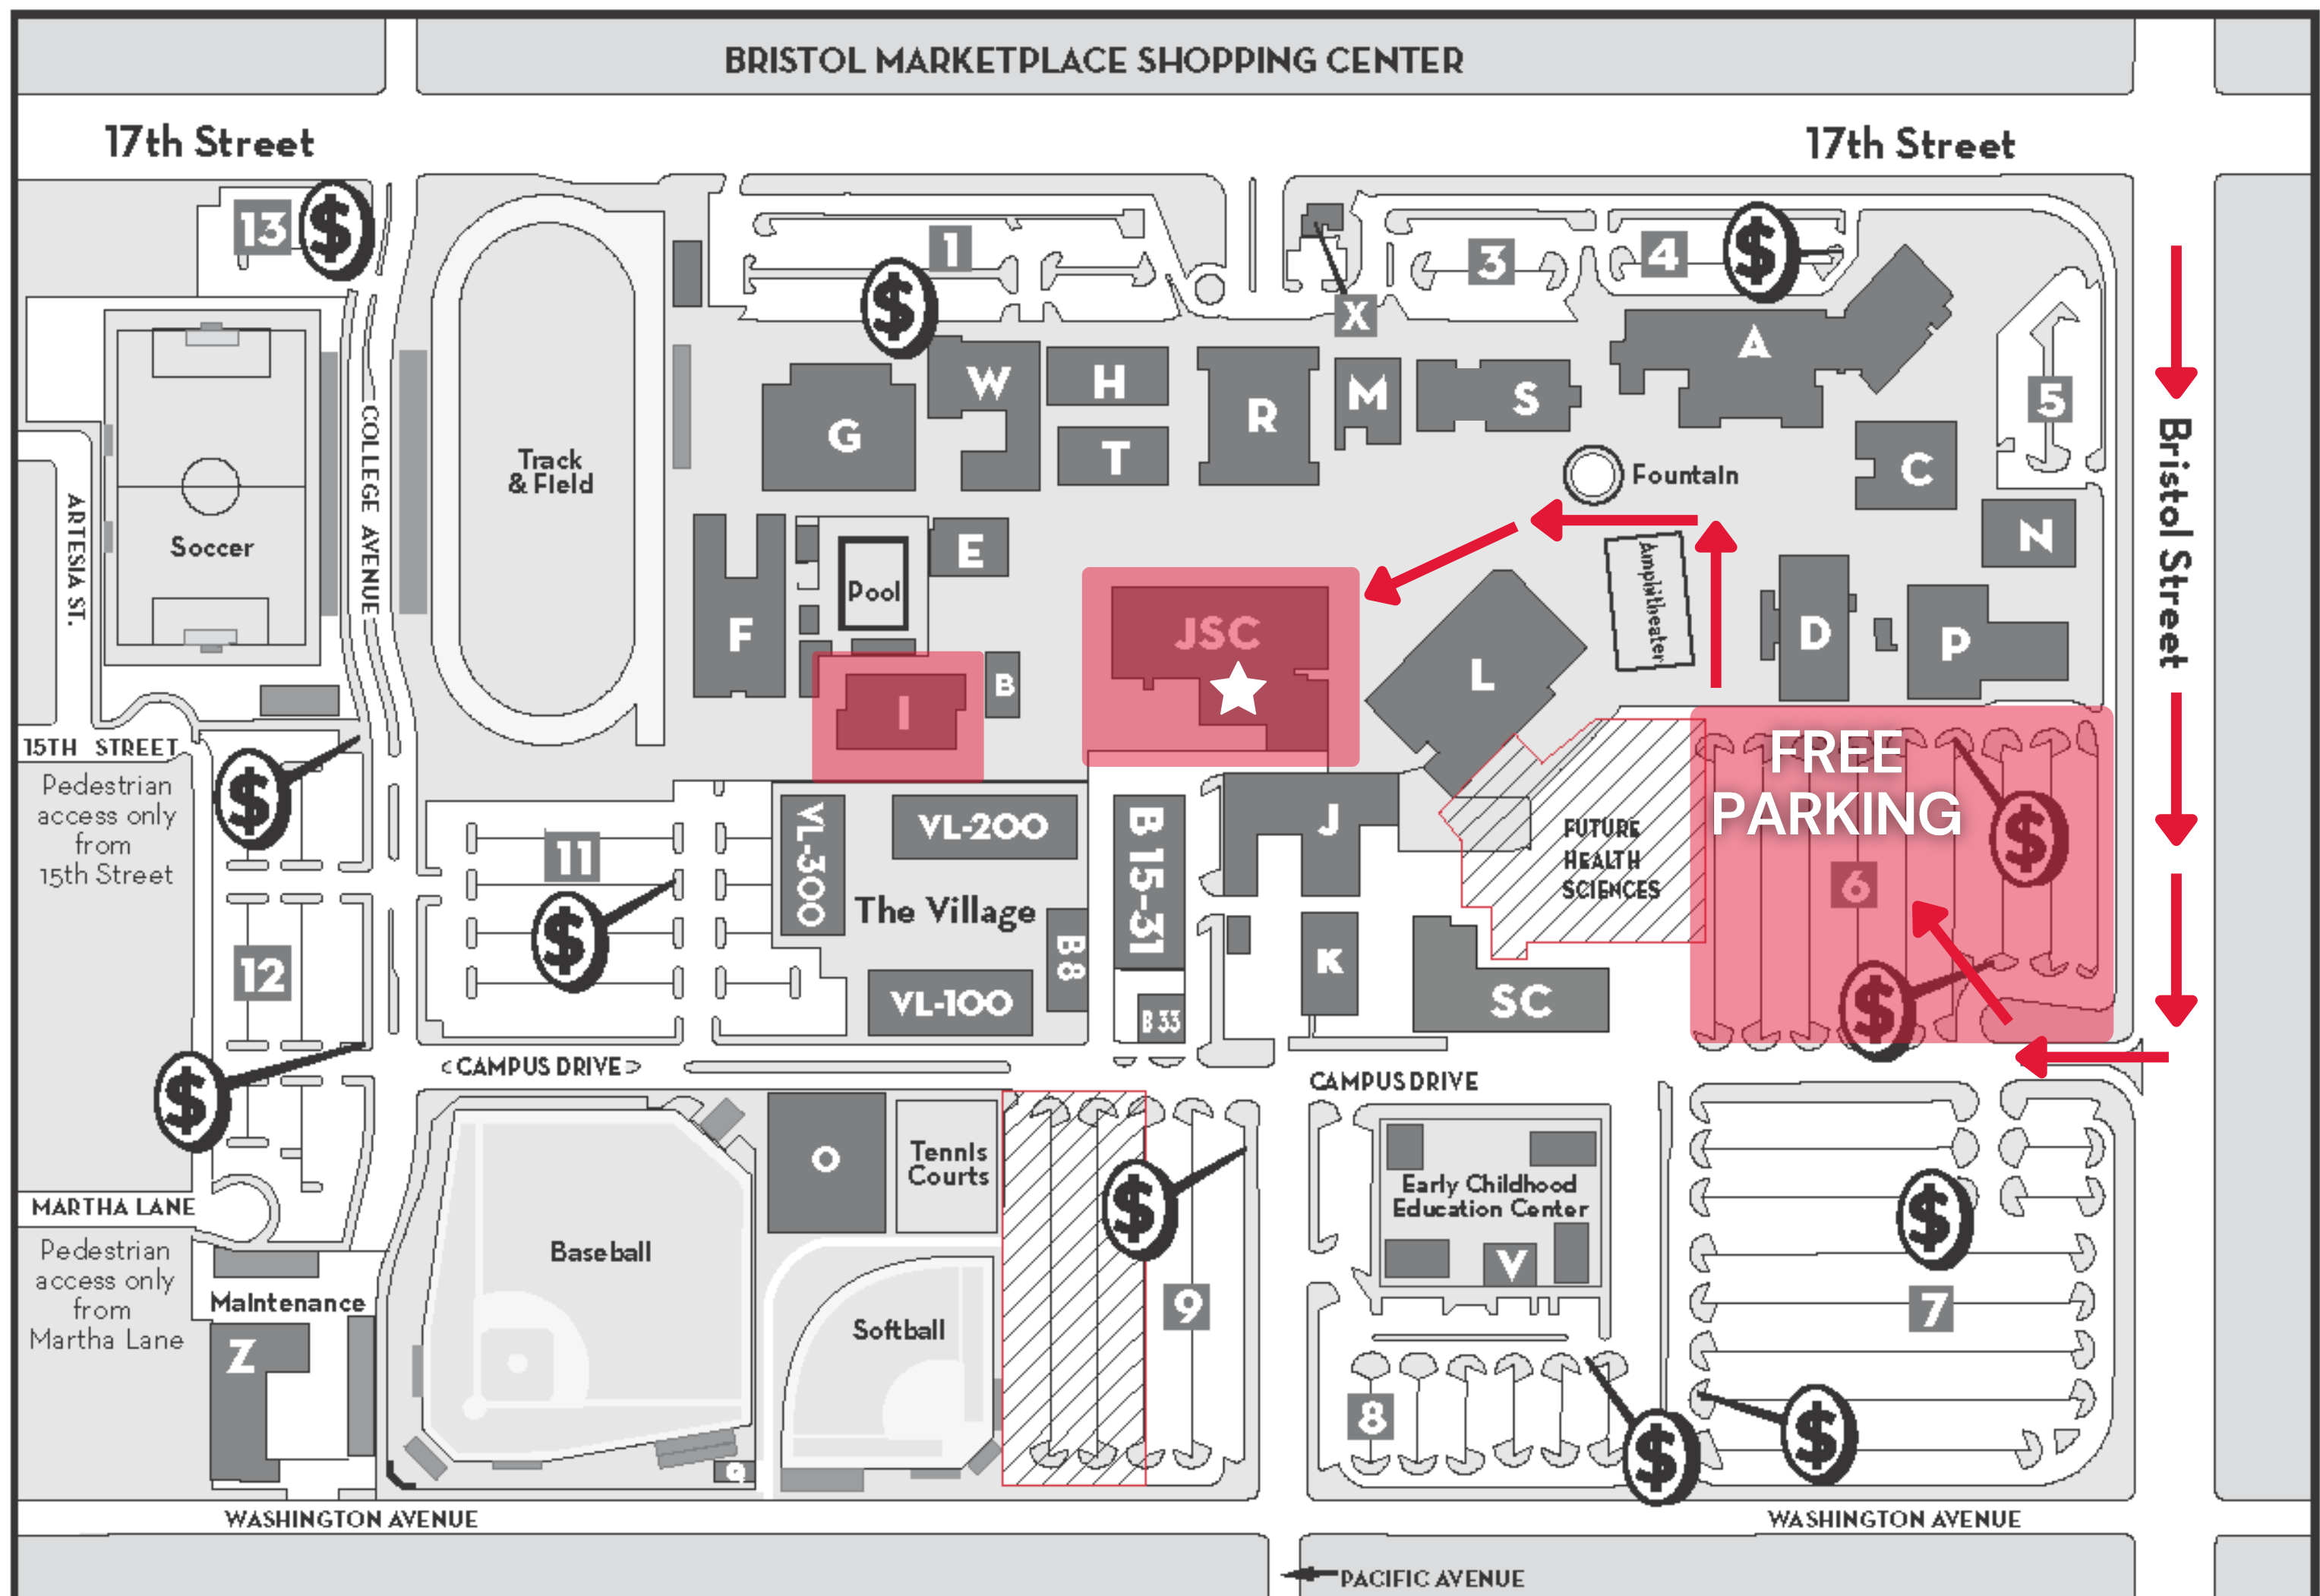 BRISTOL MARKETPLACE SHOPPING CENTER
17th Street
17th Street
13
$
1
$
3
4
$
X
A
5
W
H
M
S
G
R
T
C
Bristol Street
COLLEGE AVENUE
Track
& Field
Fountain
ARTESIA ST.
Soccer
N
E
Pool
Amphitheater
F
JSC
D
P
B
L
I
15TH STREET
Pedestrian
access only
from
15th Street
$
FREE
PARKING
VL-300
VL-200
B 15-31
J
FUTURE
HEALTH
SCIENCES
$
6
11
$
The Village
B 8
K
12
VL-100
B 33
SC
$
<CAMPUS DRIVE>
CAMPUS DRIVE
$
O
Tennis
Courts
$
Early Childhood
Education Center
V
$
MARTHA LANE
Pedestrian
access only
from
Martha Lane
Baseball
Maintenance
Z
Softball
9
7
8
$
$
9
WASHINGTON AVENUE
WASHINGTON AVENUE
PACIFIC AVENUE